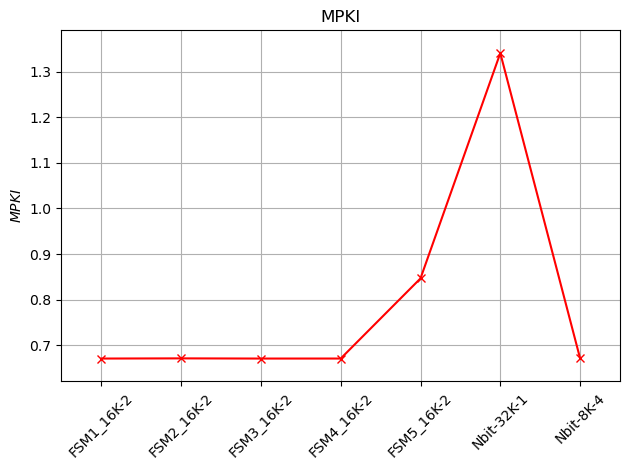 MPKI
1.3
1.2
1.1
1.0
0.9
0.8
0.7
MPKI
FSM1_16K-2
FSM2_16K-2
FSM3_16K-2
FSM4_16K-2
FSM5_16K-2
Nbit-32K-1
Nbit-8K-4